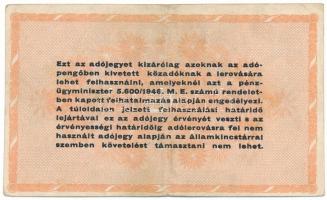 Ezt az adójegyet kizárólag azoknak az adó-
pengőben kivetett közadóknak a lerovására
lehet felhasználni, amelyeknél azt a pénz-
ügyminiszter 5.600/1946. M. E. számú rendelet-
ben kapott felhatalmazás alapján engedélyezi.
A túloldalon jelzett felhasználási határidő
lejártával ez az adójegy érvényét veszti s az
érvényességi határidőig adólerovásra fel nem
használt adójegy alapján az államkincstárral
szemben követelést támasztani nem lehet.